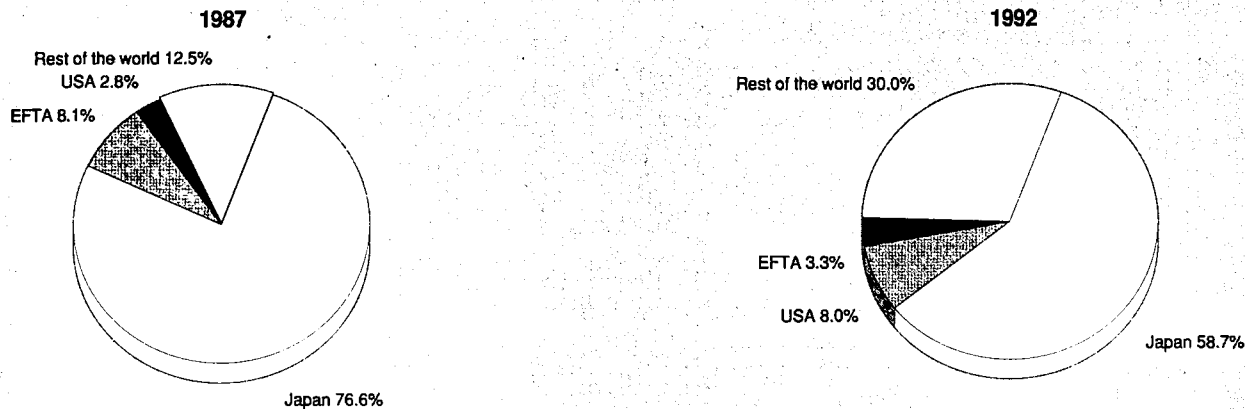 1987
Rest of the world 12.5%
USA 2.8%
EFTA 8.1%
Japan 76.6%
1992
Rest of the world 30.0%
EFTA 3.3%
USA 8.0%
Japan 58.7%